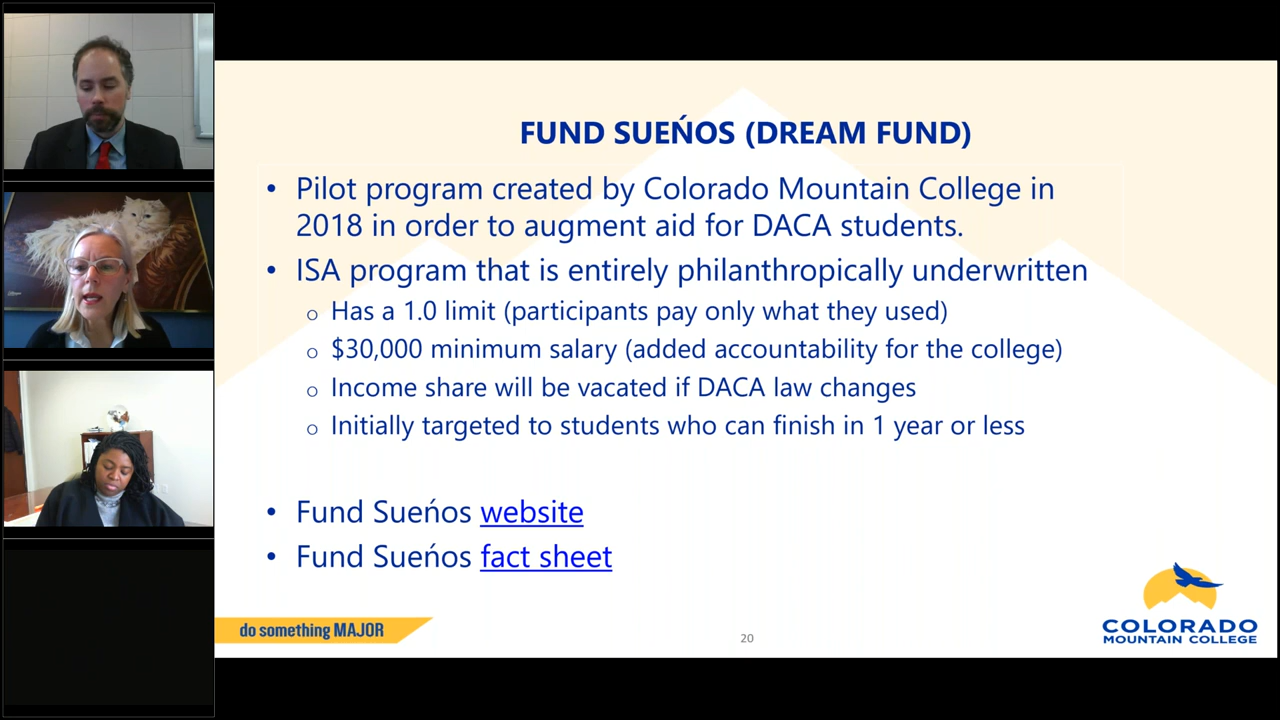 FUND SUEŃOS (DREAM FUND)
• Pilot program created by Colorado Mountain College in
2018 in order to augment aid for DACA students.
• ISA program that is entirely philanthropically underwritten
o Has a 1.0 limit (participants pay only what they used)
o $30,000 minimum salary (added accountability for the college)
o Income share will be vacated if DACA law changes
o Initially targeted to students who can finish in 1 year or less
• Fund Sueńos website
• Fund Sueńos fact sheet
do something MAJOR
20
COLORADO
MOUNTAIN COLLEGE